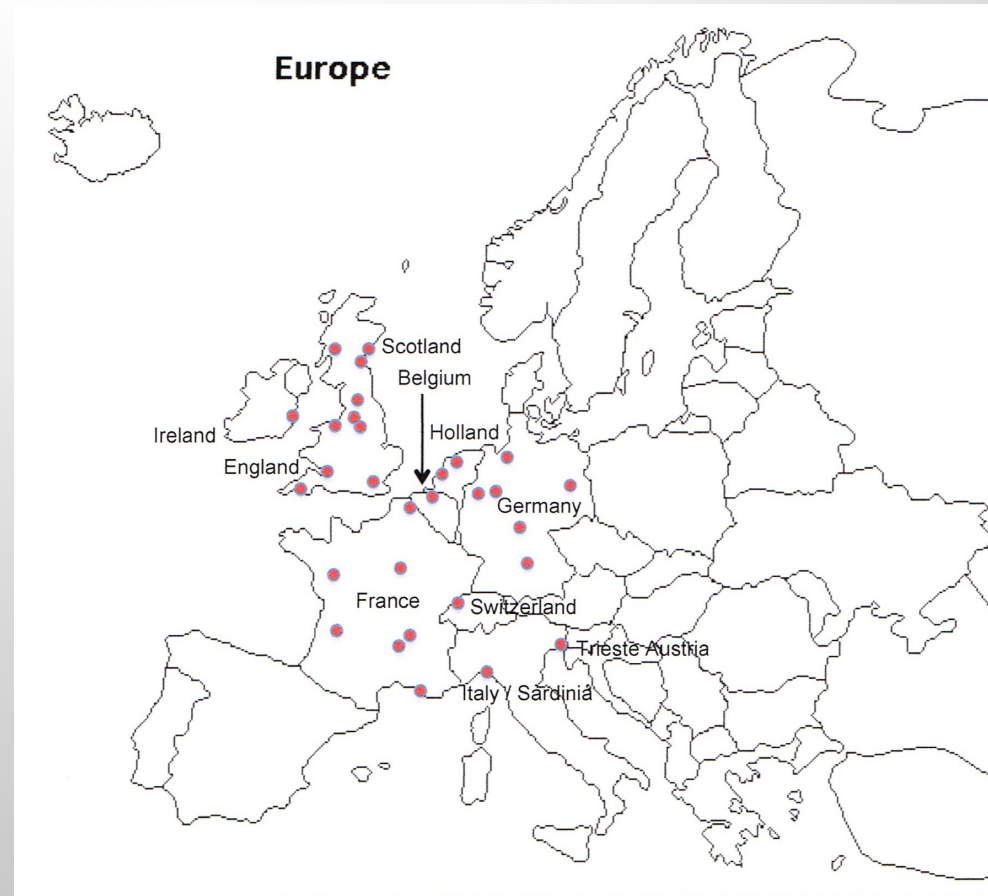 Europe
Scotland
Belgium
Holland
Ireland
England
Germany
France
Switzerland
Trieste Austria
Italy / Sardinia